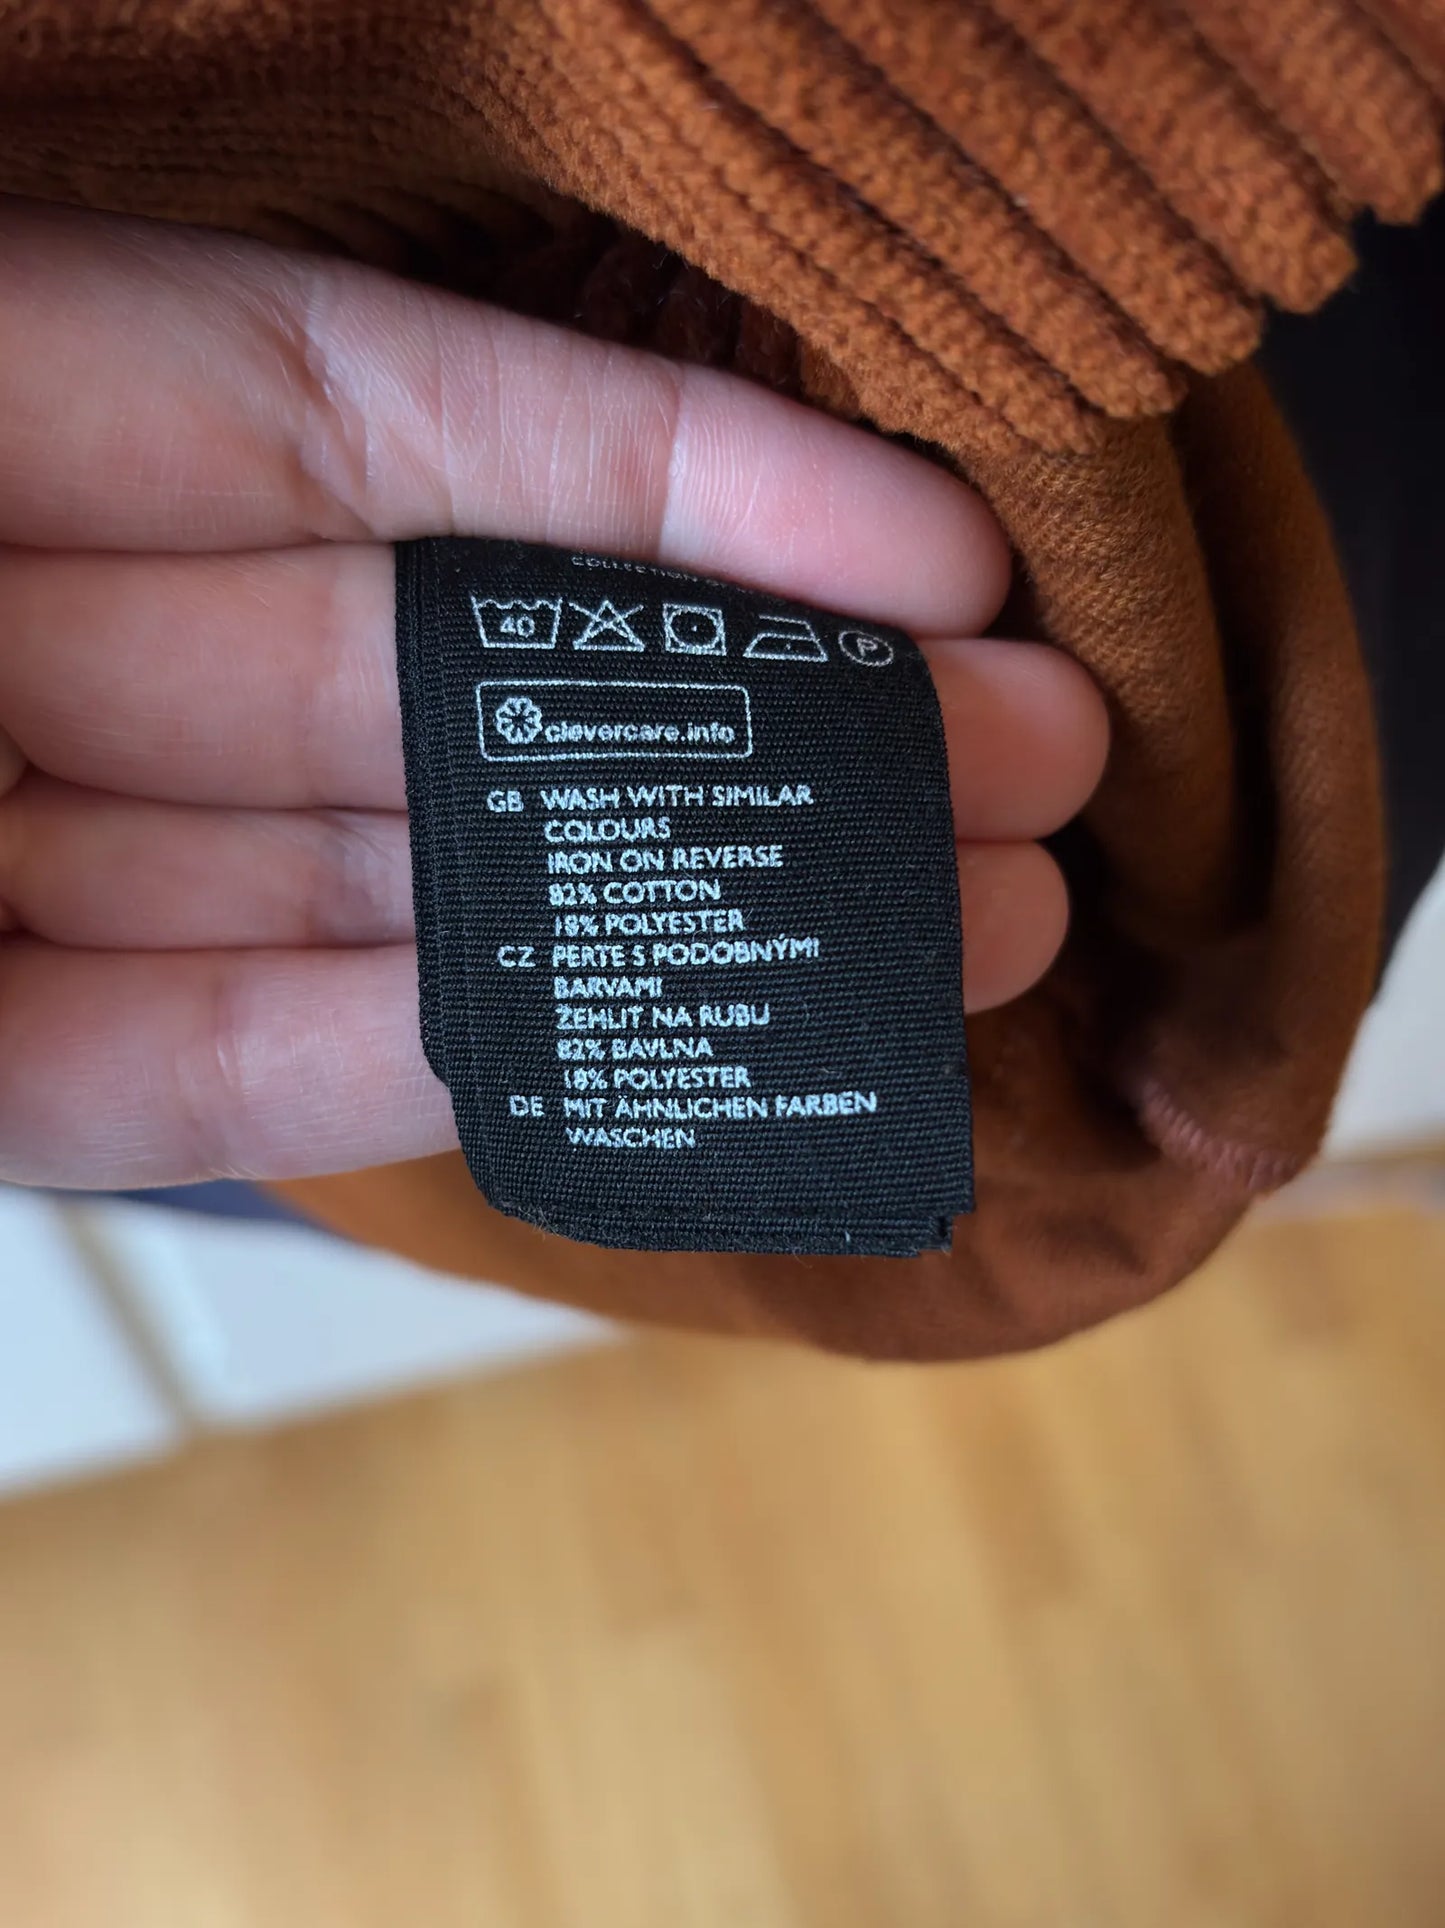 40
P
clevercare.info
GB WASH WITH SIMILAR
COLOURS
IRON ON REVERSE
82% COTTON
18% POLYESTER
CZ PERTE S PODOBNÝMI
BARVAMI
ŽEHLIT NA RUBU
82% BAVLNA
18% POLYESTER
DE MIT ÄHNLICHEN FARBEN
WASCHEN